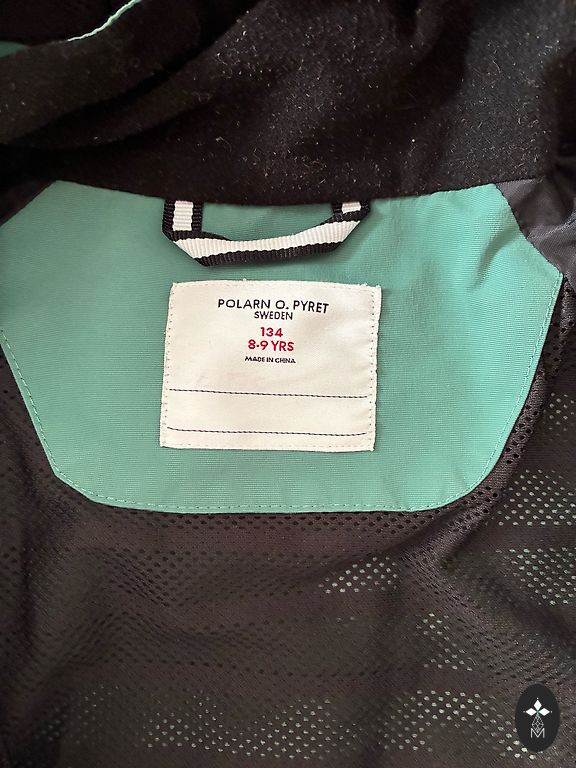 POLARN O. PYRET
SWEDEN
134
8-9 YRS
MADE IN CHINA
M